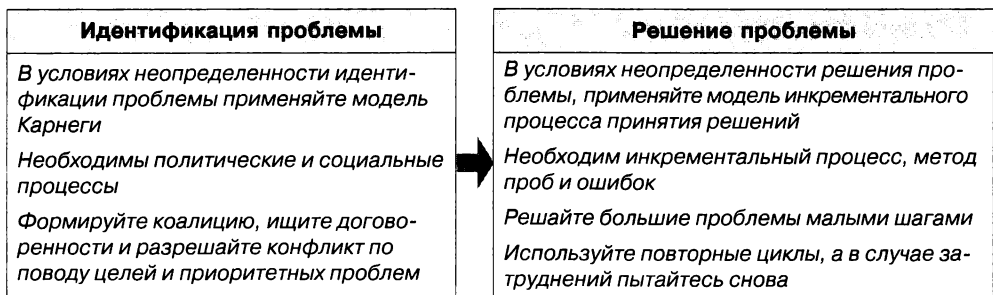 Идентификация проблемы
В условиях неопределенности иденти-
фикации проблемы применяйте модель
Карнеги
Необходимы политические и социальные
процессы
Формируйте коалицию, ищите догово-
ренности и разрешайте конфликт по
поводу целей и приоритетных проблем
Решение проблемы
В условиях неопределенности решения про-
блемы, применяйте модель инкрементального
процесса принятия решений
Необходим инкрементальный процесс, метод
проб и ошибок
Решайте большие проблемы малыми шагами
Используйте повторные циклы, а в случае за-
труднений пытайтесь снова